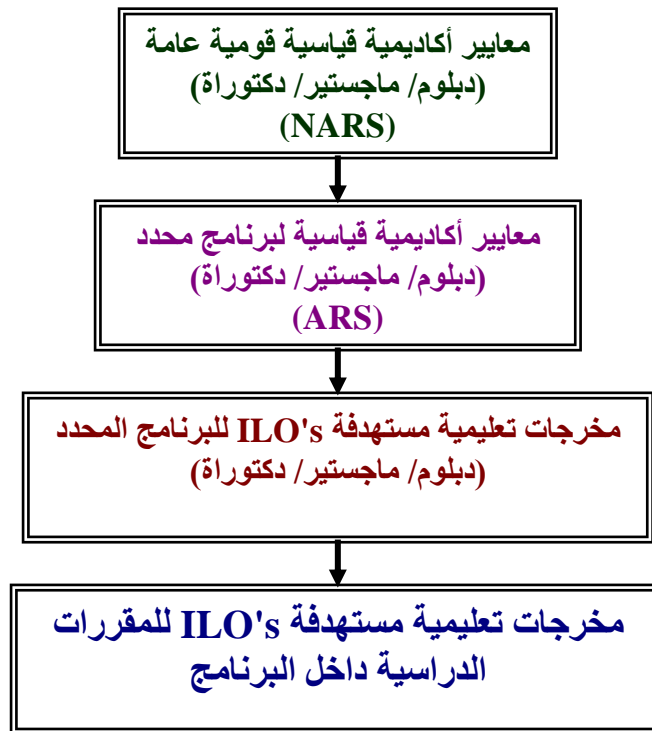 معايير أكاديمية قياسية قومية عامة
(دبلوم/ ماجستير/ دكتوراة)
(NARS)
معايير أكاديمية قياسية لبرنامج محدد
(دبلوم/ ماجستير/ دكتوراة)
(ARS)
مخرجات تعليمية مستهدفة ILO's للبرنامج المحدد
(دبلوم/ ماجستير/ دكتوراة)
مخرجات تعليمية مستهدفة ILO's للمقررات
الدراسية داخل البرنامج